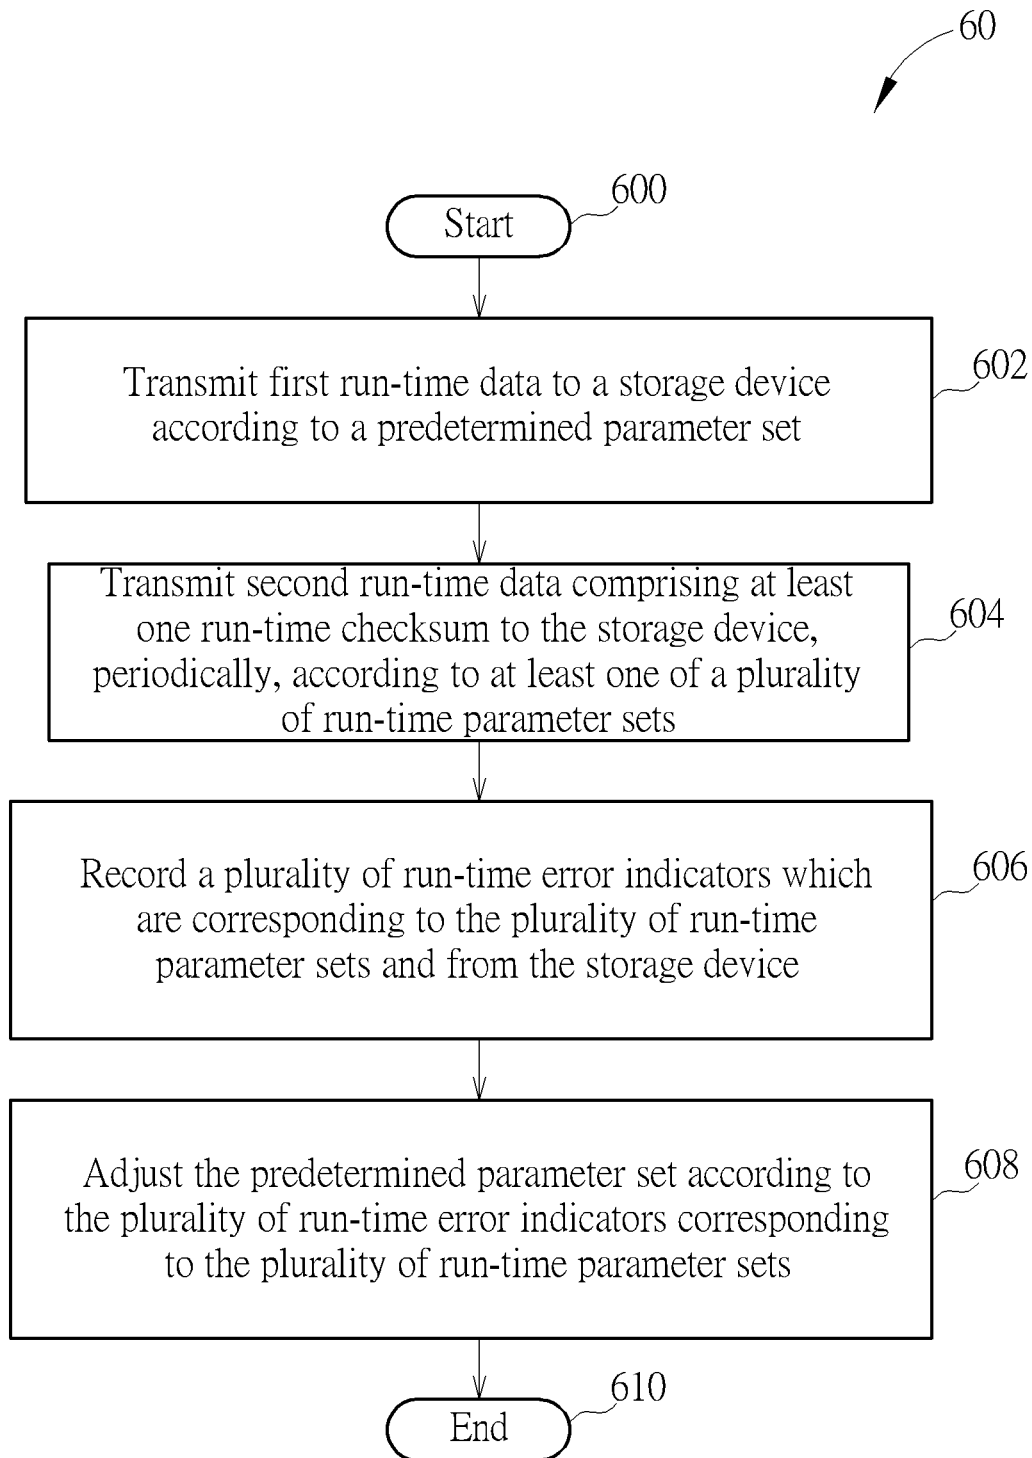 60
600
Start
602
Transmit first run-time data to a storage device
according to a predetermined parameter set
604
Transmit second run-time data comprising at least
one run-time checksum to the storage device,
periodically, according to at least one of a plurality
of run-time parameter sets
606
Record a plurality of run-time error indicators which
are corresponding to the plurality of run-time
parameter sets and from the storage device
608
Adjust the predetermined parameter set according to
the plurality of run-time error indicators corresponding
to the plurality of run-time parameter sets
610
End